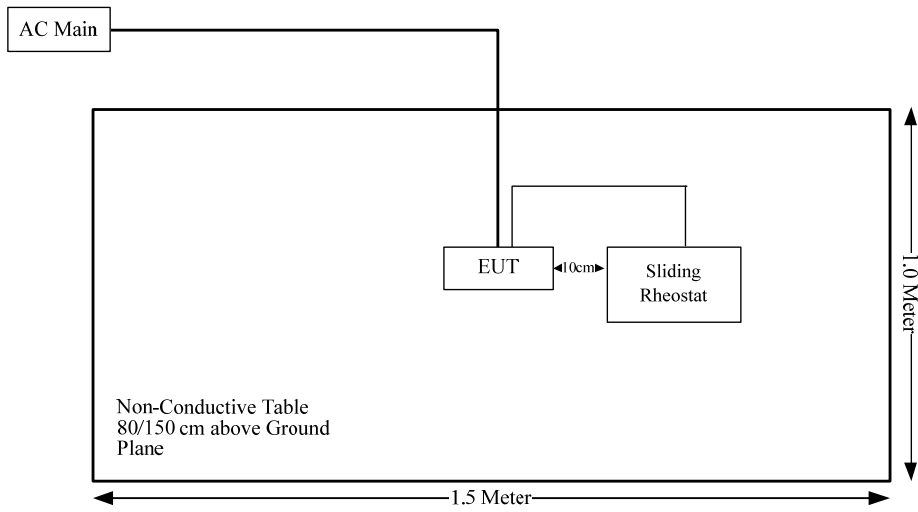 AC Main
EUT
10cm
Sliding
Rheostat
1.0 Meter
Non-Conductive Table
80/150 cm above Ground
Plane
1.5 Meter